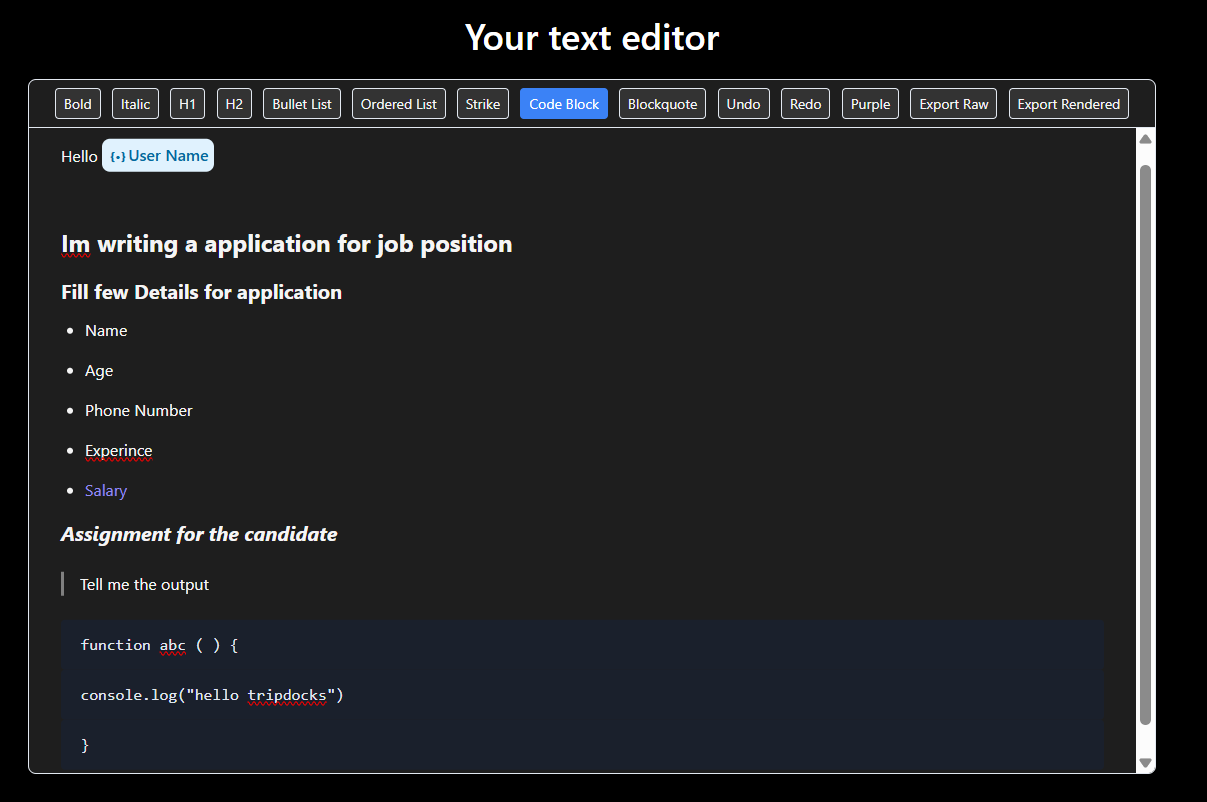 Your text editor
Bold Italic H1 H2 Bullet List Ordered List Strike Code Block Blockquote Undo Redo Purple Export Raw Export Rendered
Hello {•} User Name
Im writing a application for job position
Fill few Details for application
• Name
• Age
• Phone Number
• Experince
• Salary
Assignment for the candidate
Tell me the output
function abc ( ) {
console.log("hello tripdocks")
}